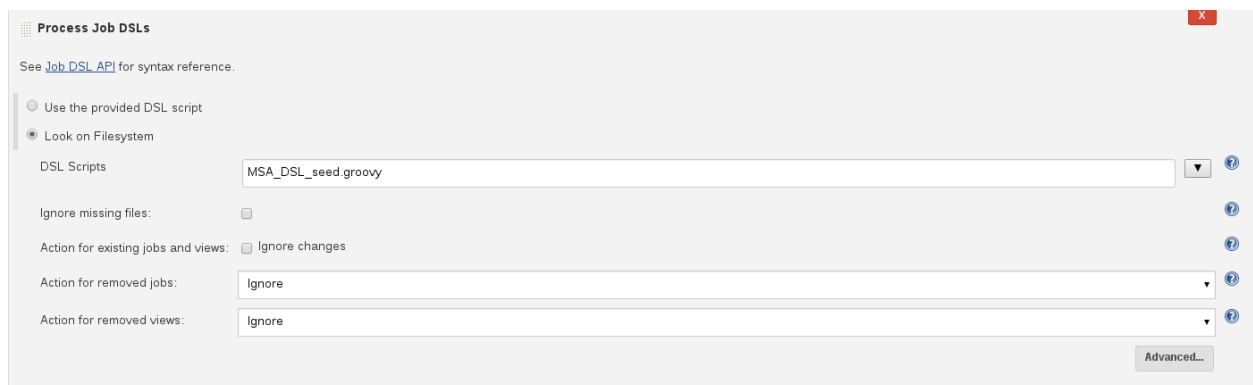 X
Process Job DSLs
See Job DSL API for syntax reference.
Use the provided DSL script
Look on Filesystem
DSL Scripts MSA_DSL_seed.groovy ▼ ?
Ignore missing files: ?
Action for existing jobs and views: Ignore changes ?
Action for removed jobs: Ignore ?
Action for removed views: Ignore ?
Advanced...